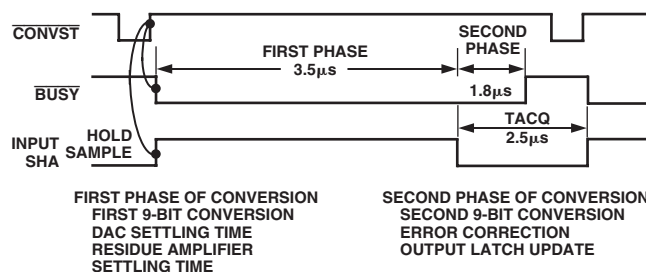 CONVST
FIRST PHASE
3.5µs
SECOND
PHASE
1.8µs
BUSY
TACQ
2.5µs
INPUT
SHA
HOLD
SAMPLE
FIRST PHASE OF CONVERSION
FIRST 9-BIT CONVERSION
DAC SETTLING TIME
RESIDUE AMPLIFIER
SETTLING TIME
SECOND PHASE OF CONVERSION
SECOND 9-BIT CONVERSION
ERROR CORRECTION
OUTPUT LATCH UPDATE